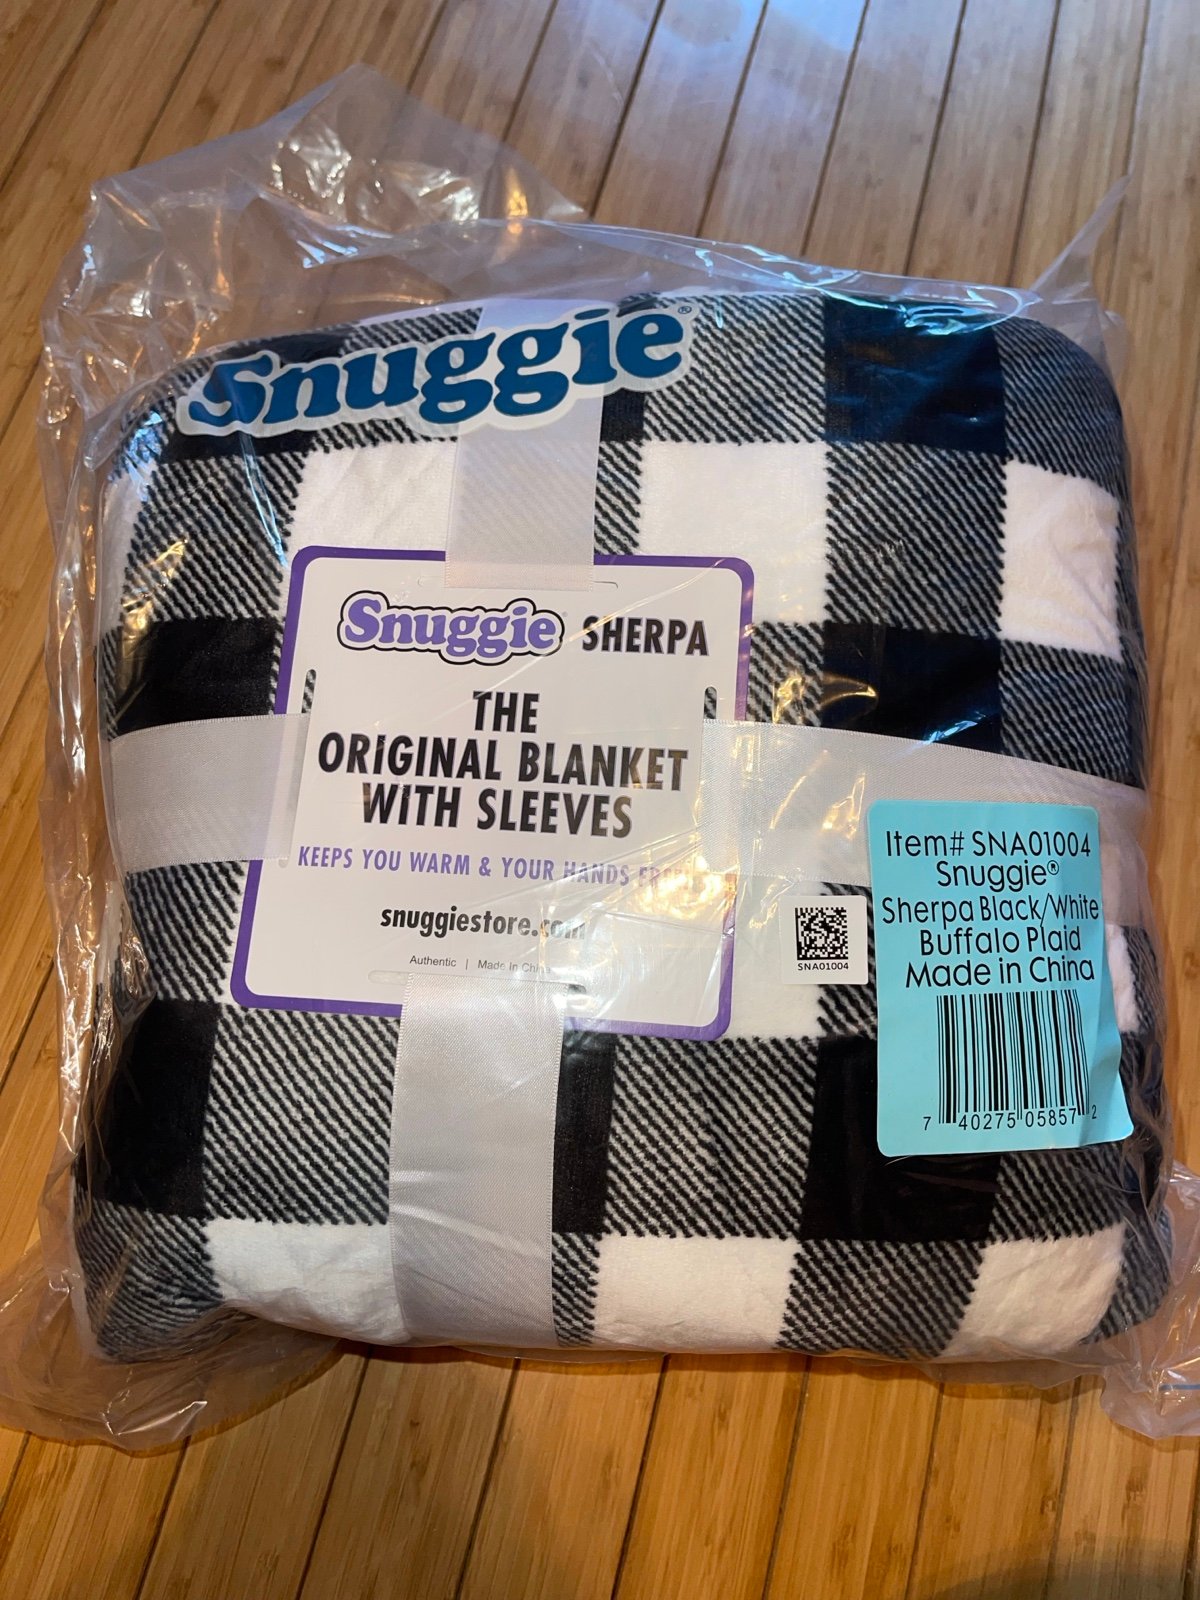 Snuggie®
Snuggie® SHERPA
THE
ORIGINAL BLANKET
WITH SLEEVES
KEEPS YOU WARM & YOUR HANDS
snuggiestore.com
Authentic | Made In China
SNA01004
Item# SNA01004
Snuggie®
Sherpa Black/White
Buffalo Plaid
Made in China
7 40275 05857 2